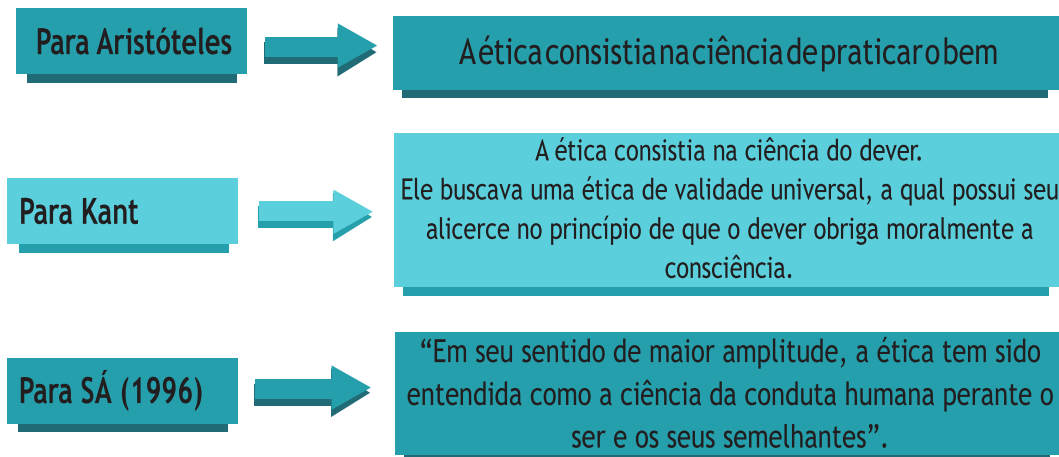 Para Aristóteles
A ética consistia na ciência de praticar o bem
Para Kant
A ética consistia na ciência do dever.
Ele buscava uma ética de validade universal, a qual possui seu
alicerce no princípio de que o dever obriga moralmente a
consciência.
Para SÁ (1996)
“Em seu sentido de maior amplitude, a ética tem sido
entendida como a ciência da conduta humana perante o
ser e os seus semelhantes”.